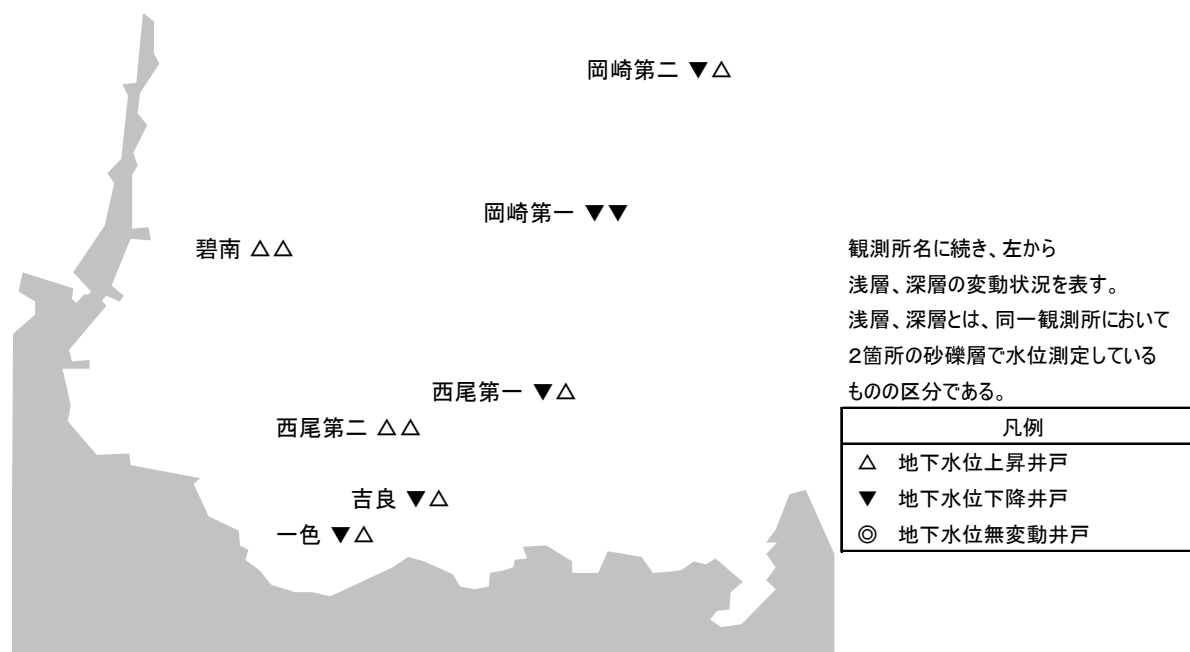 岡崎第二 ▼△
岡崎第一 ▼▼
碧南 △△
西尾第一 ▼△
西尾第二 △△
吉良 ▼△
一色 ▼△
観測所名に続き、左から
浅層、深層の変動状況を表す。
浅層、深層とは、同一観測所において
2箇所の砂礫層で水位測定している
ものの区分である。
凡例
△ 地下水位上昇井戸
▼ 地下水位下降井戸
◎ 地下水位無変動井戸